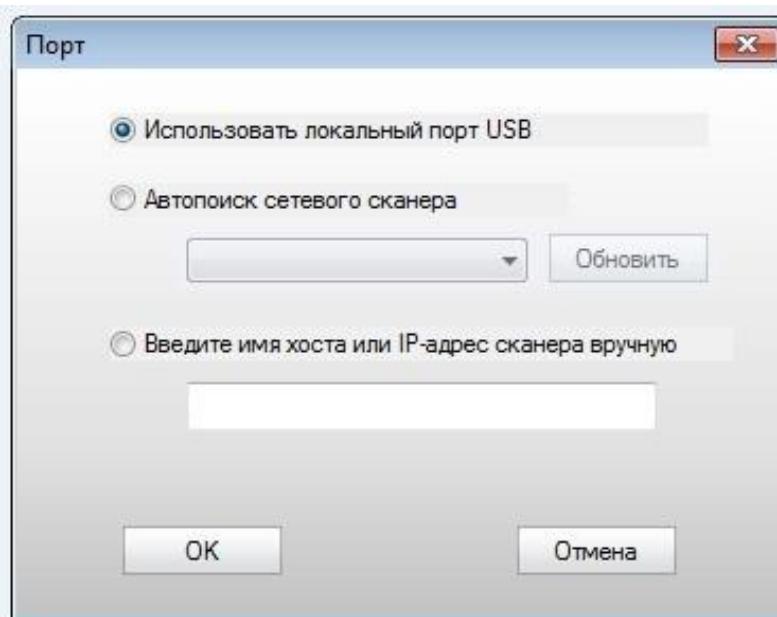 Порт
Использовать локальный порт USB
Автопоиск сетевого сканера
Обновить
Введите имя хоста или IP-адрес сканера вручную
OK
Отмена